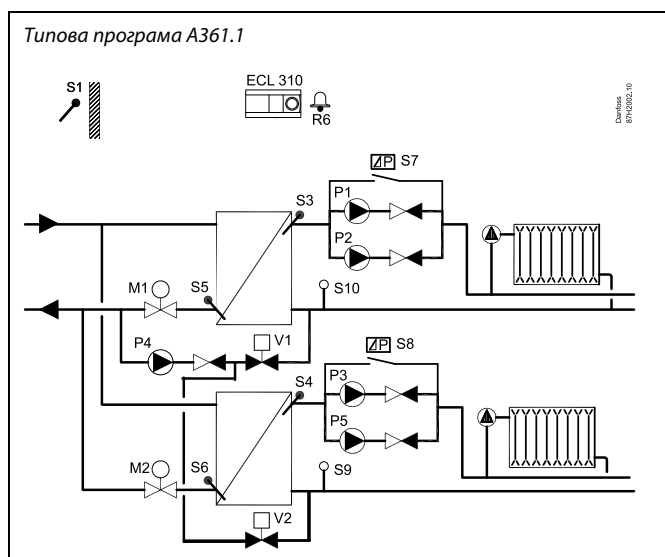 Типова програма A361.1
S1
ECL 310
R6
Danfoss
87H2002.10
S7
P1
S3
P2
M1
S5
S10
P4
V1
S8
S4
P3
P5
M2
S6
S9
V2